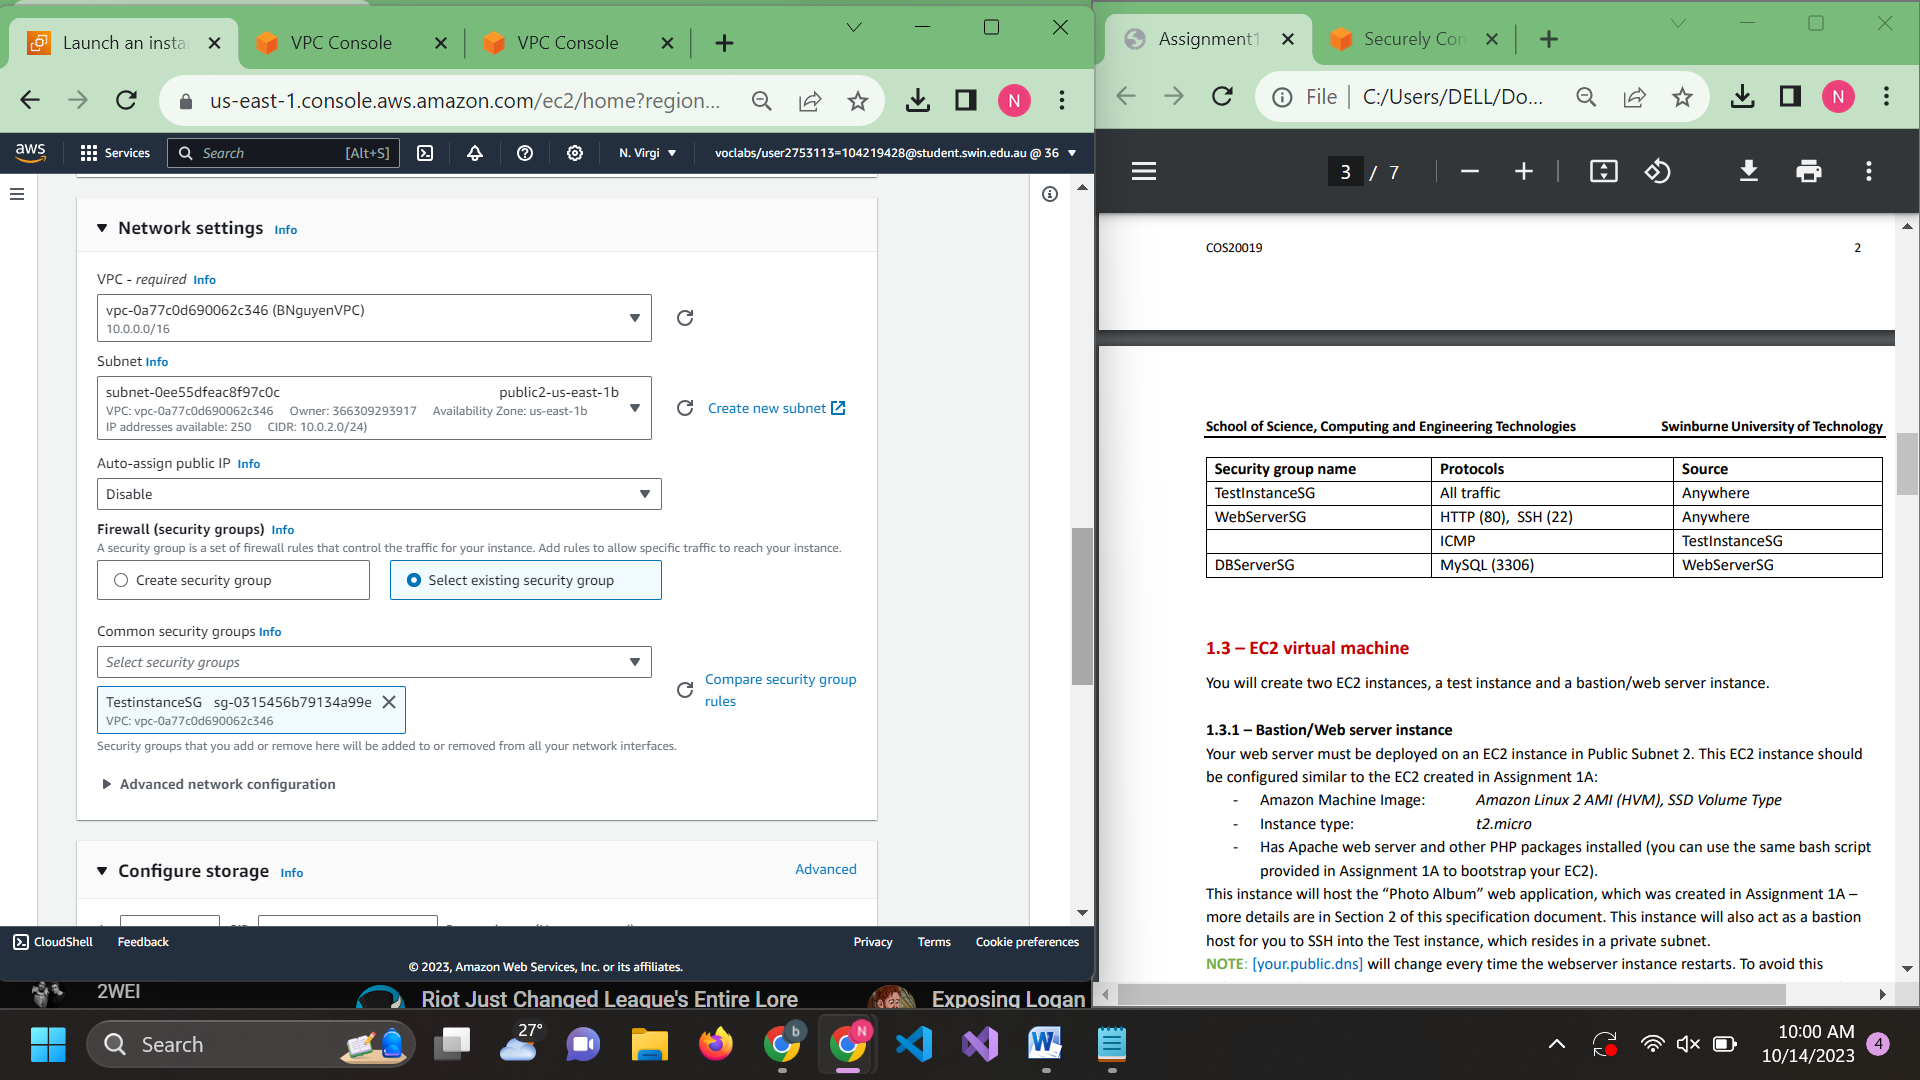 Launch an insta
VPC Console
VPC Console
us-east-1.console.aws.amazon.com/ec2/home?region...
N
aws
Services
Search
[Alt+S]
N. Virgi
voclabs/user2753113=104219428@student.swin.edu.au @ 36
Network settings Info
VPC - required Info
vpc-0a77c0d690062c346 (BNguyenVPC)
10.0.0.0/16
Subnet Info
subnet-0ee55dfeac8f97c0c public2-us-east-1b
VPC: vpc-0a77c0d690062c346 Owner: 366309293917 Availability Zone: us-east-1b
IP addresses available: 250 CIDR: 10.0.2.0/24)
Create new subnet
Auto-assign public IP Info
Disable
Firewall (security groups) Info
A security group is a set of firewall rules that control the traffic for your instance. Add rules to allow specific traffic to reach your instance.
Create security group
Select existing security group
Common security groups Info
Select security groups
TestinstanceSG sg-0315456b79134a99e
VPC: vpc-0a77c0d690062c346
Compare security group
rules
Security groups that you add or remove here will be added to or removed from all your network interfaces.
Advanced network configuration
Configure storage Info
Advanced
CloudShell
Feedback
Privacy
Terms
Cookie preferences
© 2023, Amazon Web Services, Inc. or its affiliates.
2WEI
Riot Just Changed League's Entire Lore
Exposing Logan
Assignment1
Securely Con
File
C:/Users/DELL/Do...
N
3 / 7
COS20019
2
School of Science, Computing and Engineering Technologies Swinburne University of Technology
Security group name Protocols Source
TestInstanceSG All traffic Anywhere
WebServerSG HTTP (80), SSH (22) Anywhere
ICMP TestInstanceSG
DBServerSG MySQL (3306) WebServerSG
1.3 – EC2 virtual machine
You will create two EC2 instances, a test instance and a bastion/web server instance.
1.3.1 – Bastion/Web server instance
Your web server must be deployed on an EC2 instance in Public Subnet 2. This EC2 instance should
be configured similar to the EC2 created in Assignment 1A:
- Amazon Machine Image: Amazon Linux 2 AMI (HVM), SSD Volume Type
- Instance type: t2.micro
- Has Apache web server and other PHP packages installed (you can use the same bash script
provided in Assignment 1A to bootstrap your EC2).
This instance will host the “Photo Album” web application, which was created in Assignment 1A –
more details are in Section 2 of this specification document. This instance will also act as a bastion
host for you to SSH into the Test instance, which resides in a private subnet.
NOTE: [your.public.dns] will change every time the webserver instance restarts. To avoid this
Search
27°
b
N
10:00 AM
10/14/2023
4